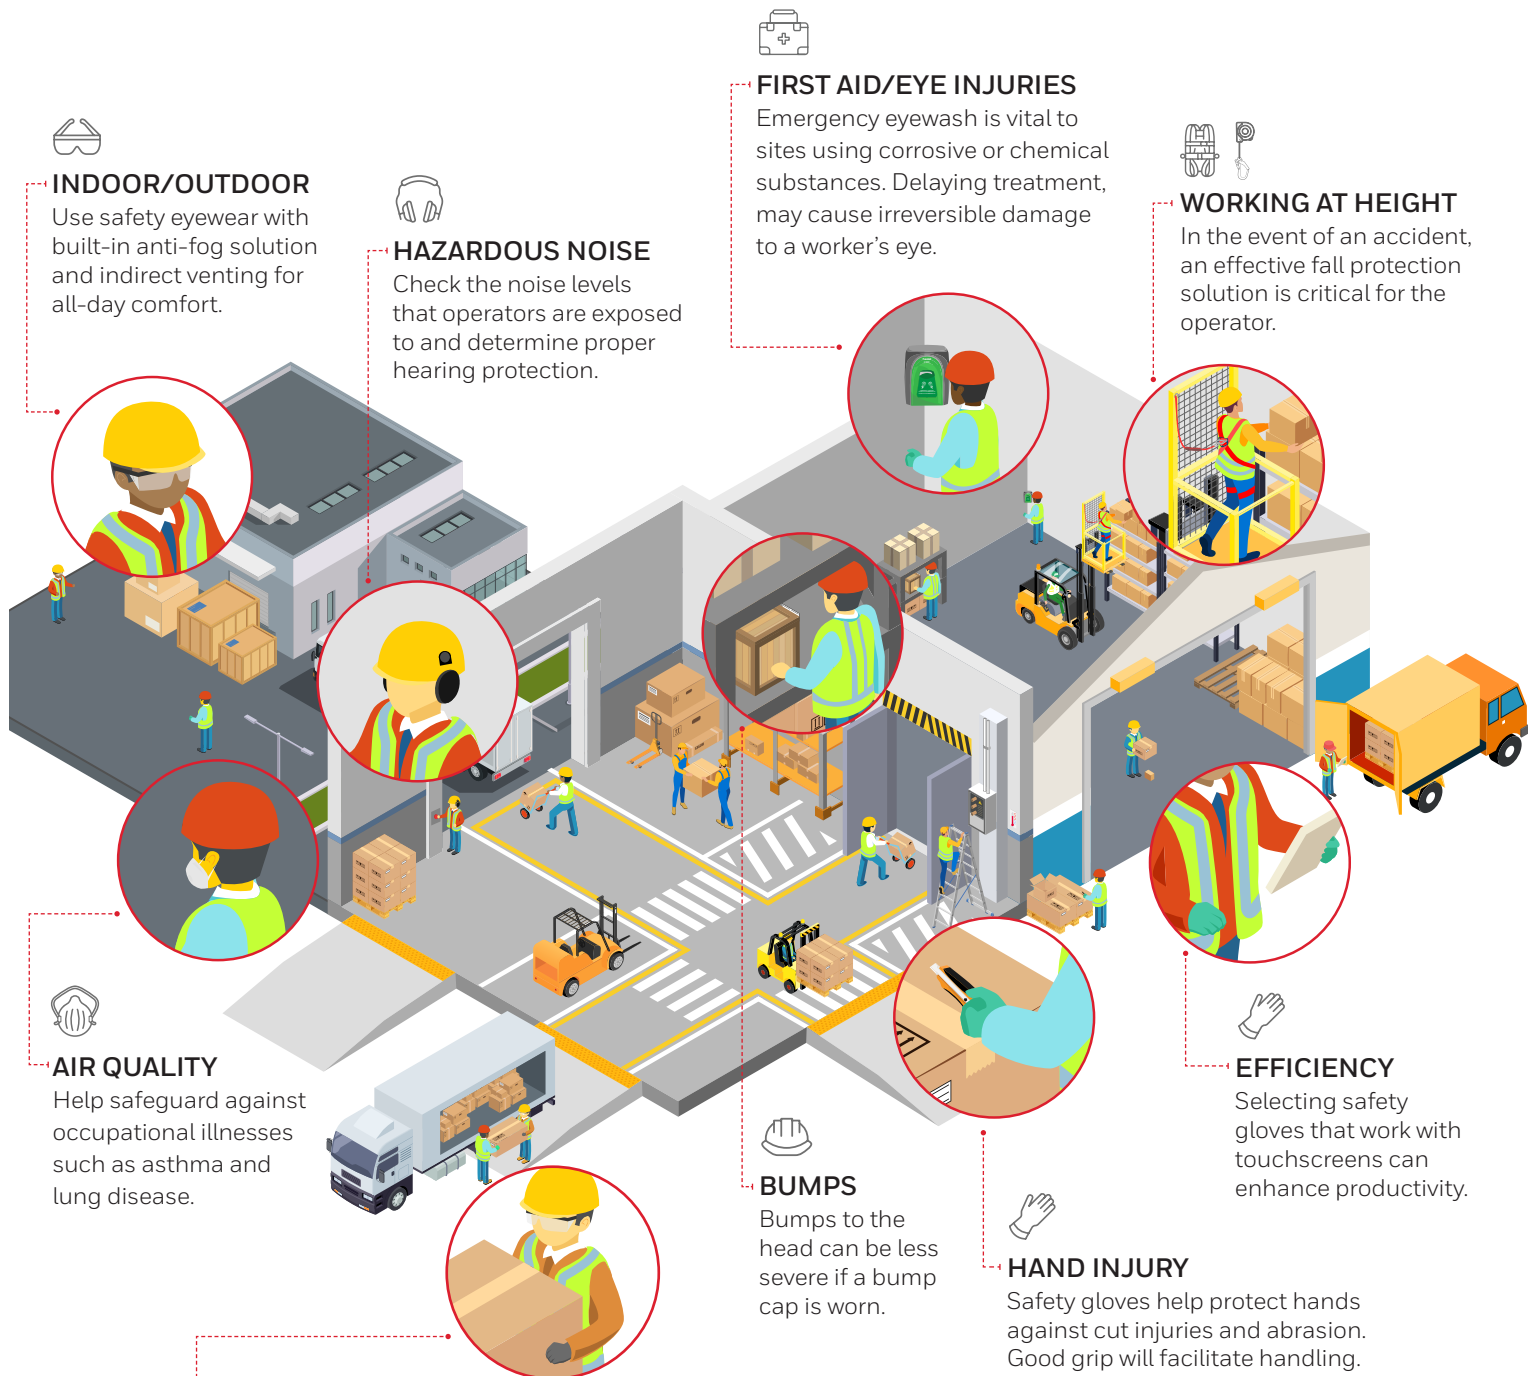 FIRST AID/EYE INJURIES
Emergency eyewash is vital to
sites using corrosive or chemical
substances. Delaying treatment,
may cause irreversible damage
to a worker’s eye.
INDOOR/OUTDOOR
Use safety eyewear with
built-in anti-fog solution
and indirect venting for
all-day comfort.
HAZARDOUS NOISE
Check the noise levels
that operators are exposed
to and determine proper
hearing protection.
WORKING AT HEIGHT
In the event of an accident,
an effective fall protection
solution is critical for the
operator.
AIR QUALITY
Help safeguard against
occupational illnesses
such as asthma and
lung disease.
BUMPS
Bumps to the
head can be less
severe if a bump
cap is worn.
HAND INJURY
Safety gloves help protect hands
against cut injuries and abrasion.
Good grip will facilitate handling.
EFFICIENCY
Selecting safety
gloves that work with
touchscreens can
enhance productivity.